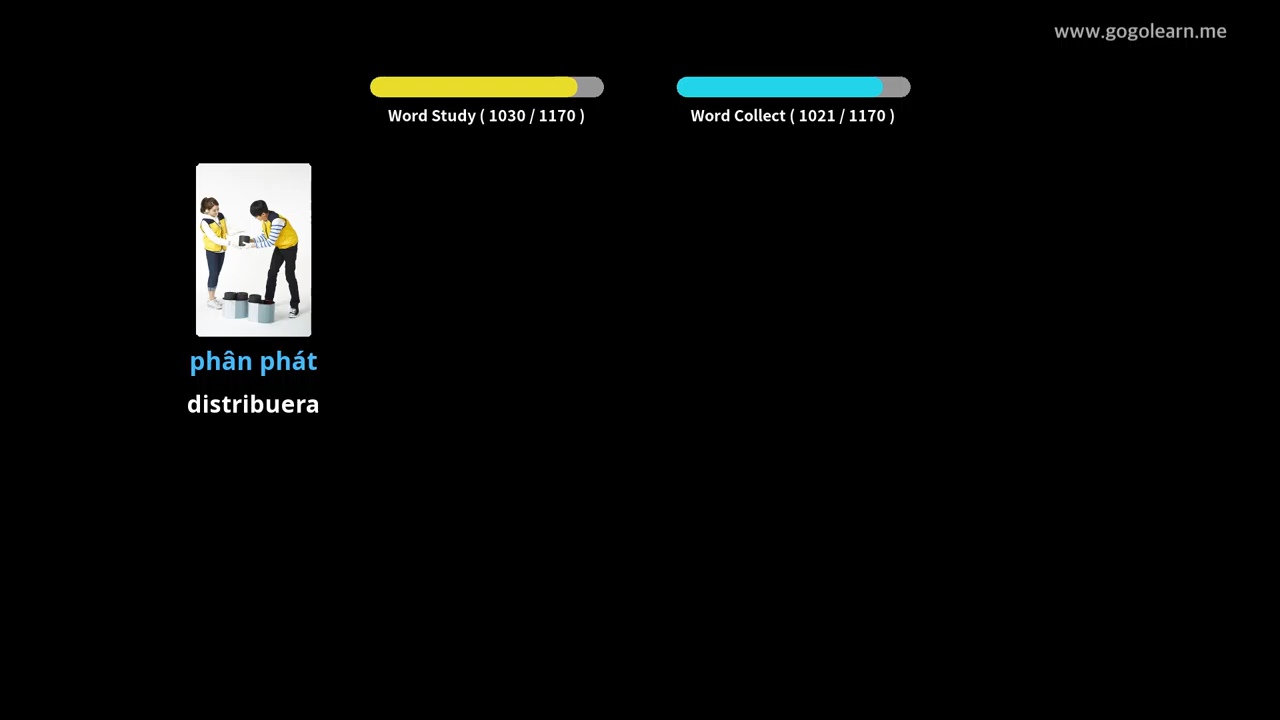 www.gogolearn.me
Word Study ( 1030 / 1170 )
Word Collect ( 1021 / 1170 )
phân phát
distribuera